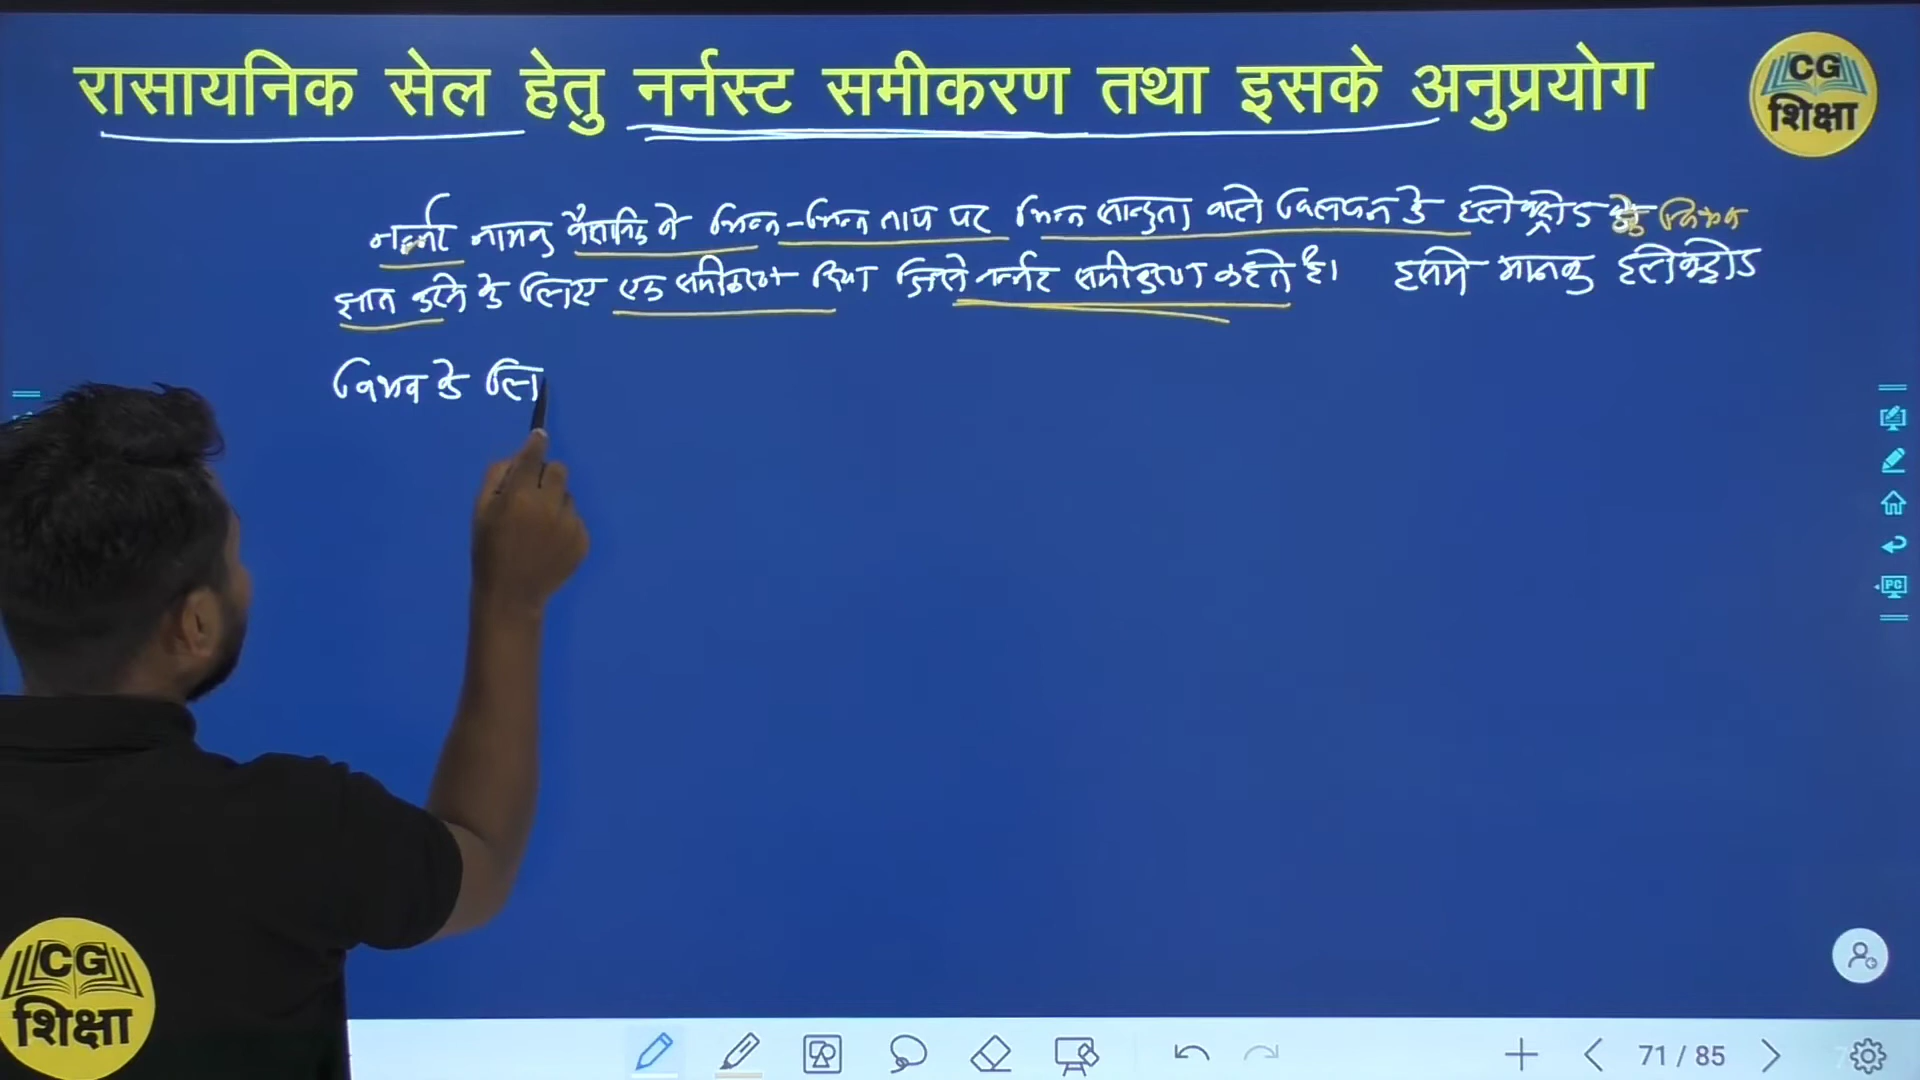 रासायनिक सेल हेतु नर्नस्ट समीकरण तथा इसके अनुप्रयोग
CG
शिक्षा
नर्नस्ट नामक वैज्ञानिक ने भिन्न-भिन्न ताप पर भिन्न सान्द्रता वाले विलयन के इलेक्ट्रोड के विभव
ज्ञात करने के लिए एक समीकरण दिया जिसे नर्नस्ट समीकरण कहते है। इसमे मानक इलेक्ट्रोड
विभव के लि
PC
CG
शिक्षा
71 / 85